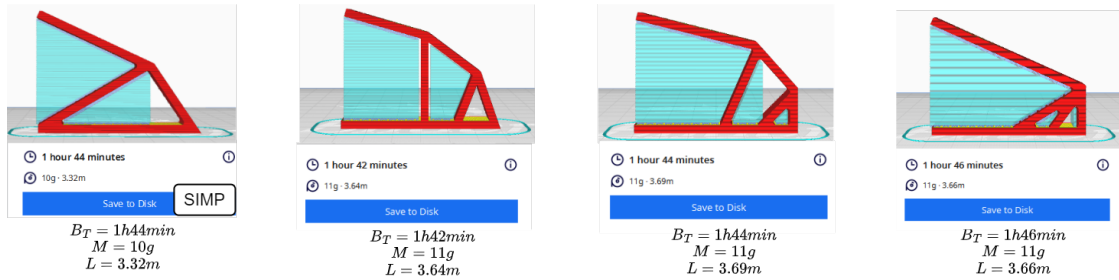 1 hour 44 minutes
10g · 3.32m
Save to Disk
SIMP
B_T = 1h44min
M = 10g
L = 3.32m
1 hour 42 minutes
11g · 3.64m
Save to Disk
B_T = 1h42min
M = 11g
L = 3.64m
1 hour 44 minutes
11g · 3.69m
Save to Disk
B_T = 1h44min
M = 11g
L = 3.69m
1 hour 46 minutes
11g · 3.66m
Save to Disk
B_T = 1h46min
M = 11g
L = 3.66m